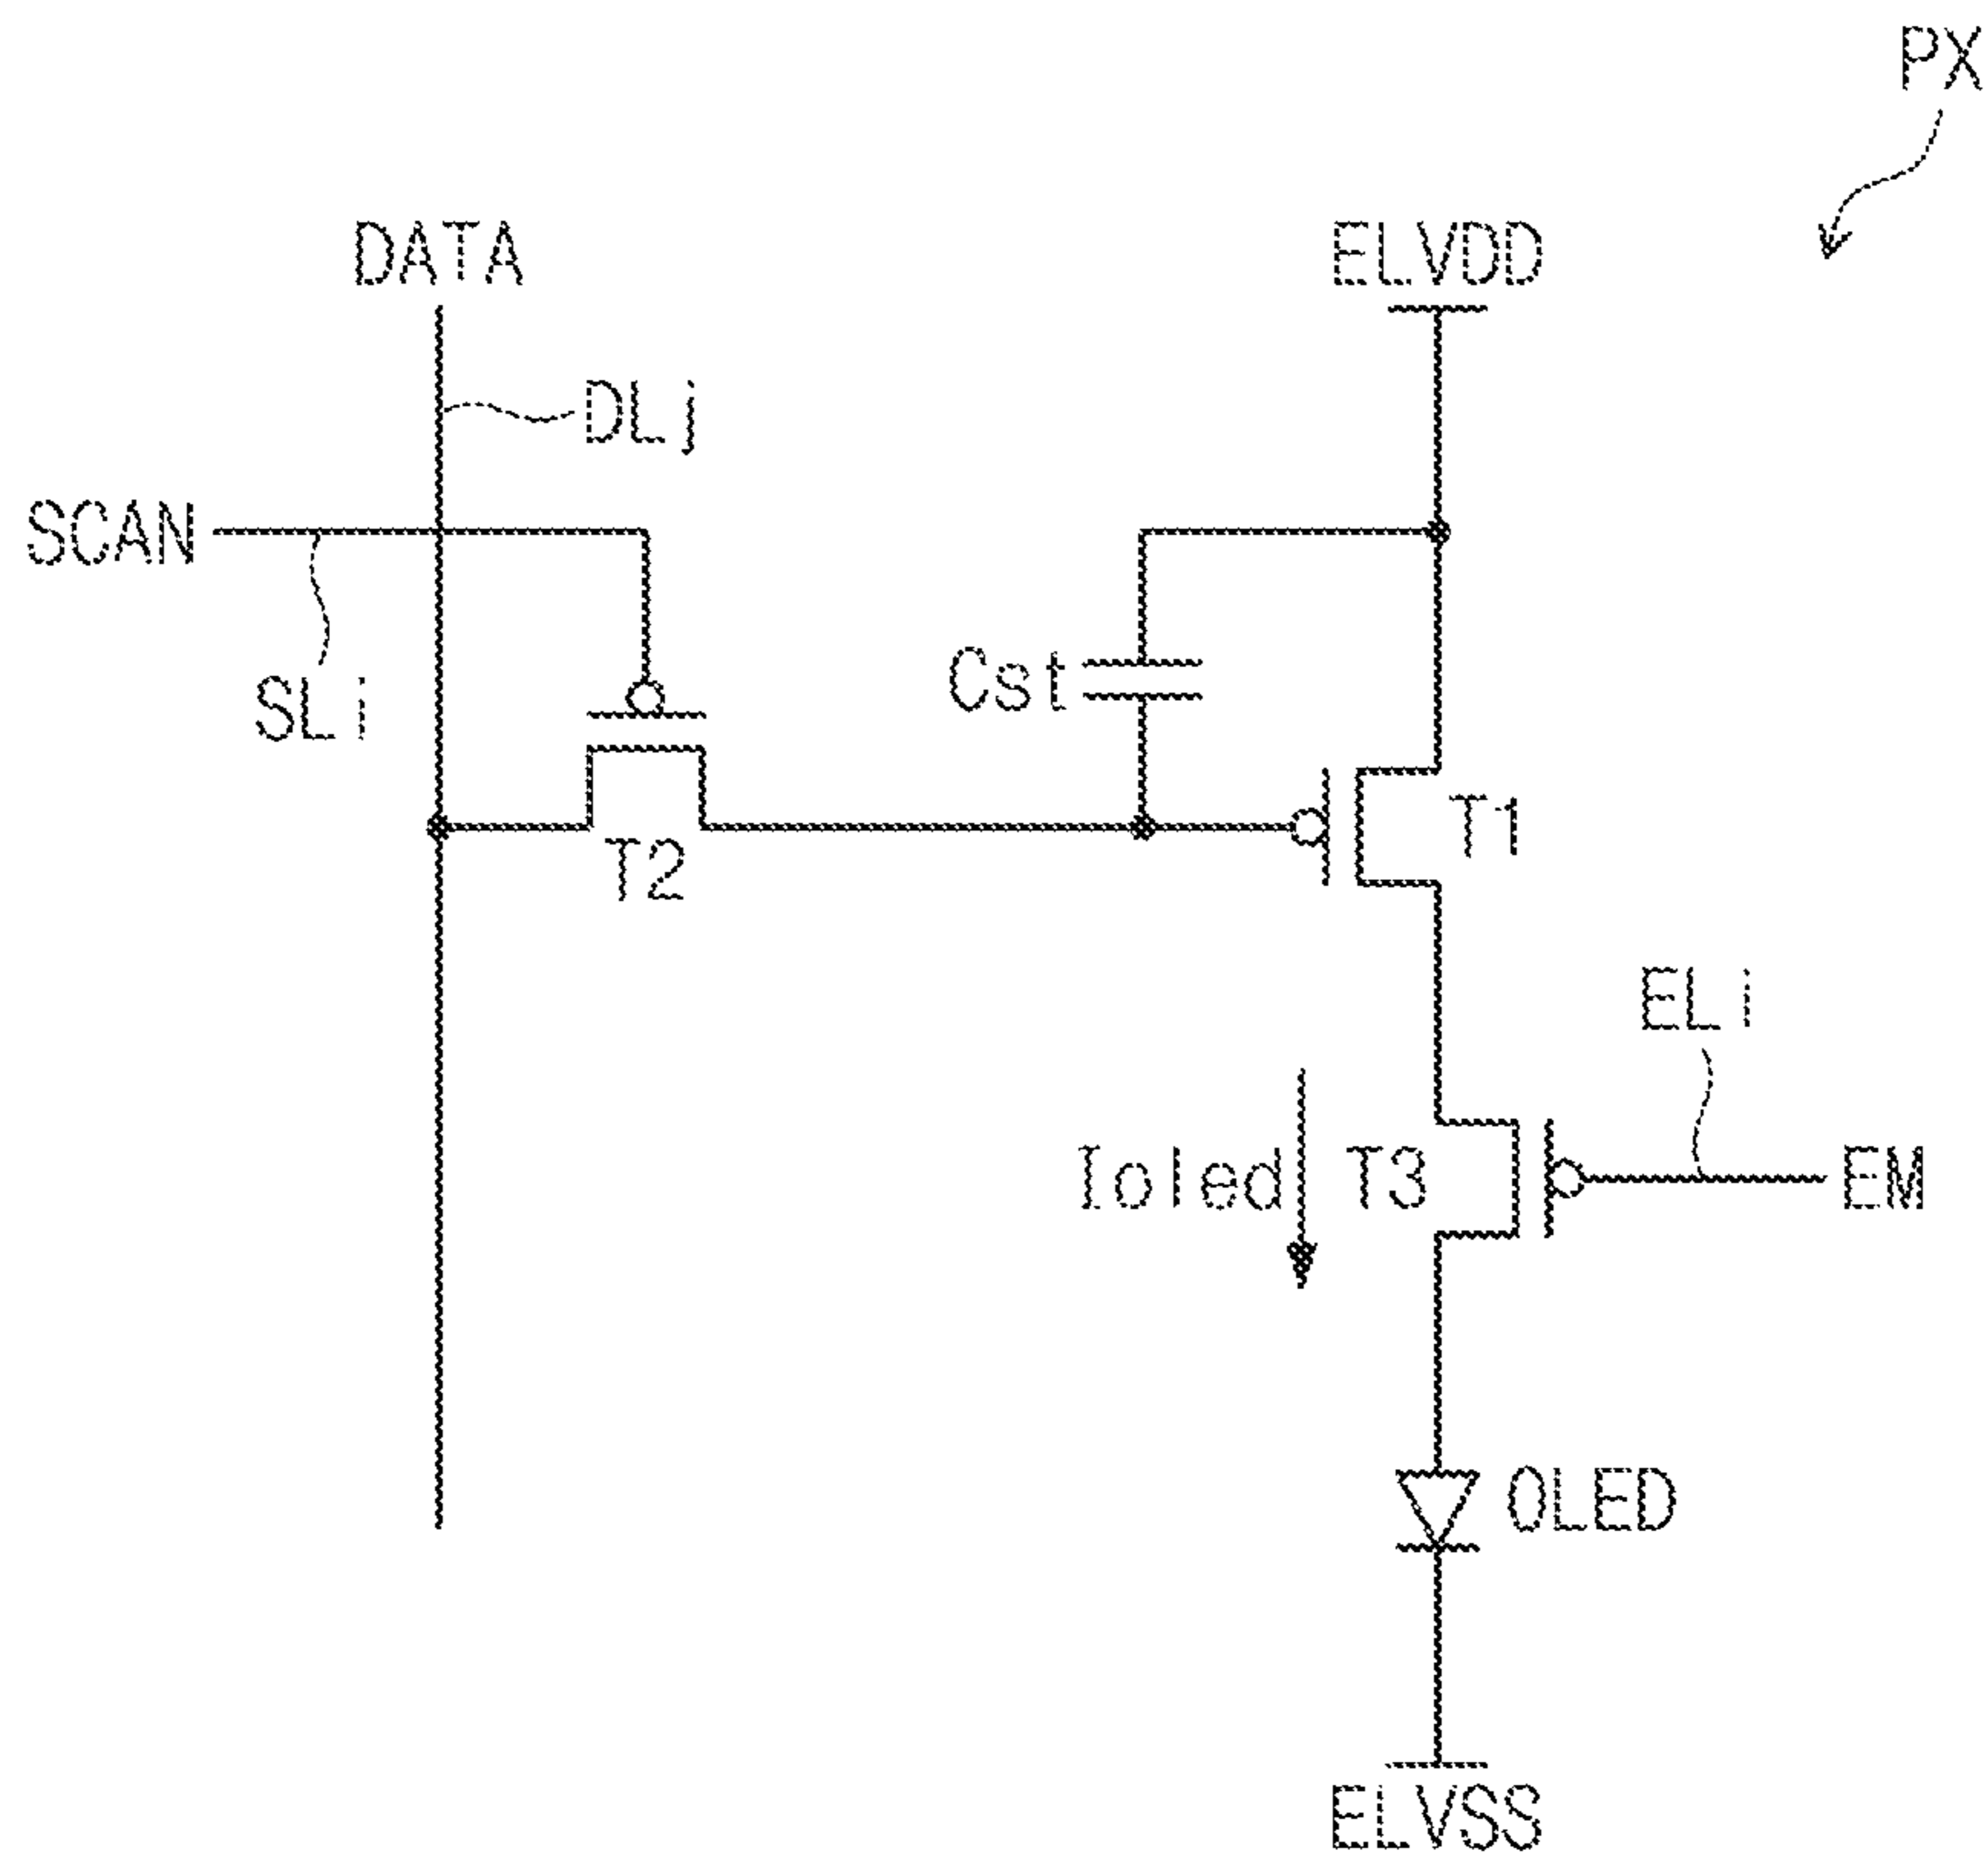 PX
DATA
ELVDD
DLj
SCAN
SLi
Cst
T1
T2
ELi
Ioled
T3
EM
OLED
ELVSS